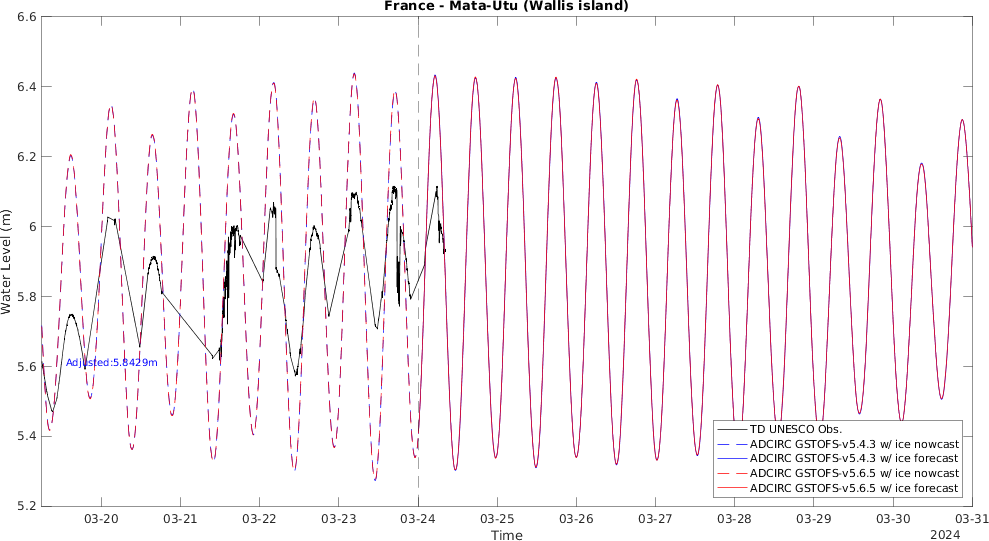 France - Mata-Utu (Wallis island)
Water Level (m)
6.6
6.4
6.2
6
5.8
5.6
5.4
5.2
Adjusted:5.8429m
TD UNESCO Obs.
ADCIRC GSTOFS-v5.4.3 w/ ice nowcast
ADCIRC GSTOFS-v5.4.3 w/ ice forecast
ADCIRC GSTOFS-v5.6.5 w/ ice nowcast
ADCIRC GSTOFS-v5.6.5 w/ ice forecast
03-20 03-21 03-22 03-23 03-24 03-25 03-26 03-27 03-28 03-29 03-30 03-31
Time
2024